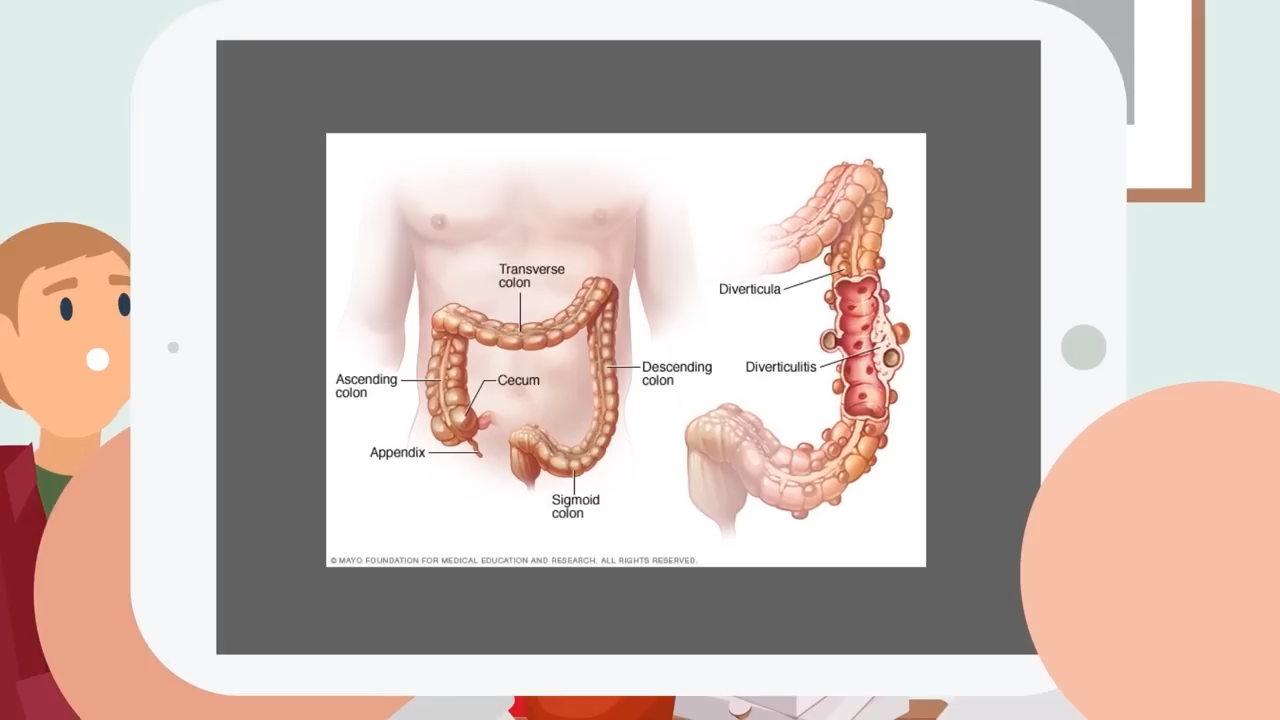 Transverse
colon
Ascending
colon
Cecum
Appendix
Sigmoid
colon
Descending
colon
Diverticula
Diverticulitis
© MAYO FOUNDATION FOR MEDICAL EDUCATION AND RESEARCH. ALL RIGHTS RESERVED.